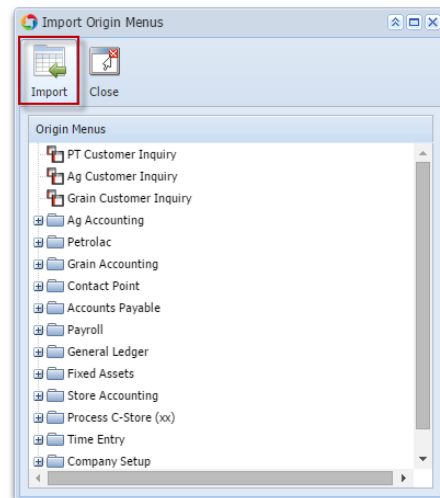 Import Origin Menus
Import Close
Origin Menus
PT Customer Inquiry
Ag Customer Inquiry
Grain Customer Inquiry
Ag Accounting
Petrolac
Grain Accounting
Contact Point
Accounts Payable
Payroll
General Ledger
Fixed Assets
Store Accounting
Process C-Store (xx)
Time Entry
Company Setup